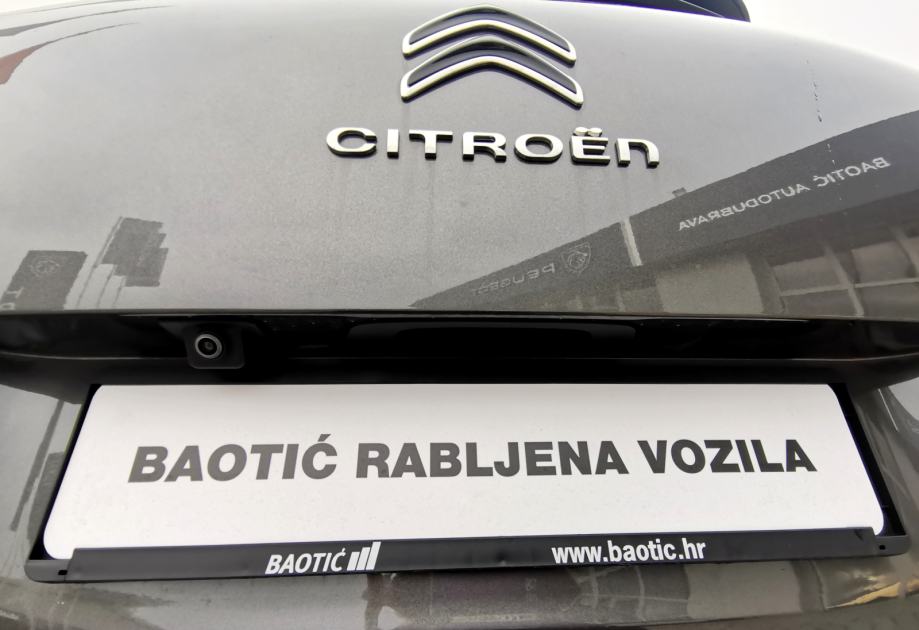 CITROËN
BAOTIĆ AUTODUBRAVA
PEUGEOT
BAOTIĆ RABLJENA VOZILA
BAOTIĆ
www.baotic.hr